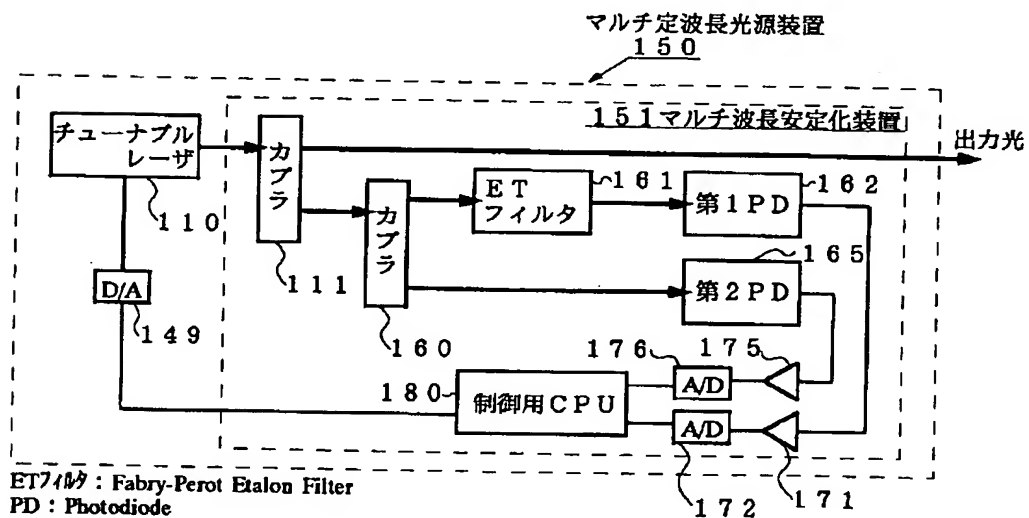 マルチ定波長光源装置
１５０
１５１マルチ波長安定化装置
チューナブル
レーザ
カプラ
出力光
ET
フィルタ
１６１
第１PD
１６２
１１０
カプラ
１１１
１６５
第２PD
D/A
１４９
１６０
１７６
１７５
１８０
制御用CPU
A/D
A/D
１７２
１７１
ETフィルタ : Fabry-Perot Etalon Filter
PD : Photodiode